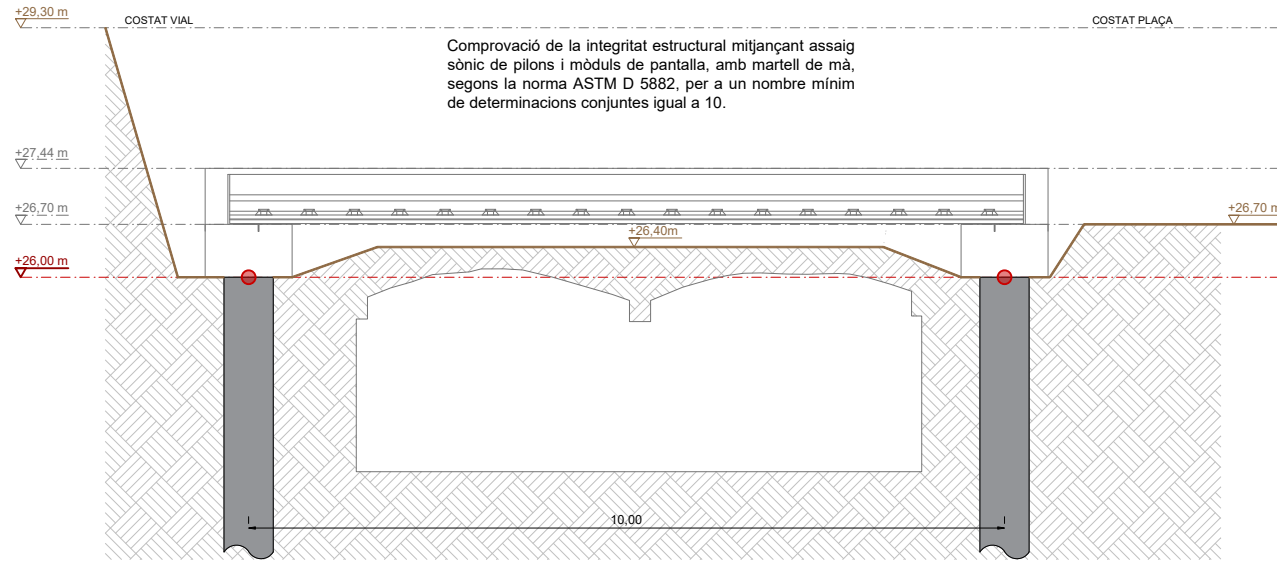 +29,30 m
COSTAT VIAL
COSTAT PLAÇA
Comprovació de la integritat estructural mitjançant assaig
sònic de pilons i mòduls de pantalla, amb martell de mà,
segons la norma ASTM D 5882, per a un nombre mínim
de determinacions conjuntes igual a 10.
+27,44 m
+26,70 m
+26,70 m
+26,40m
+26,00 m
10,00